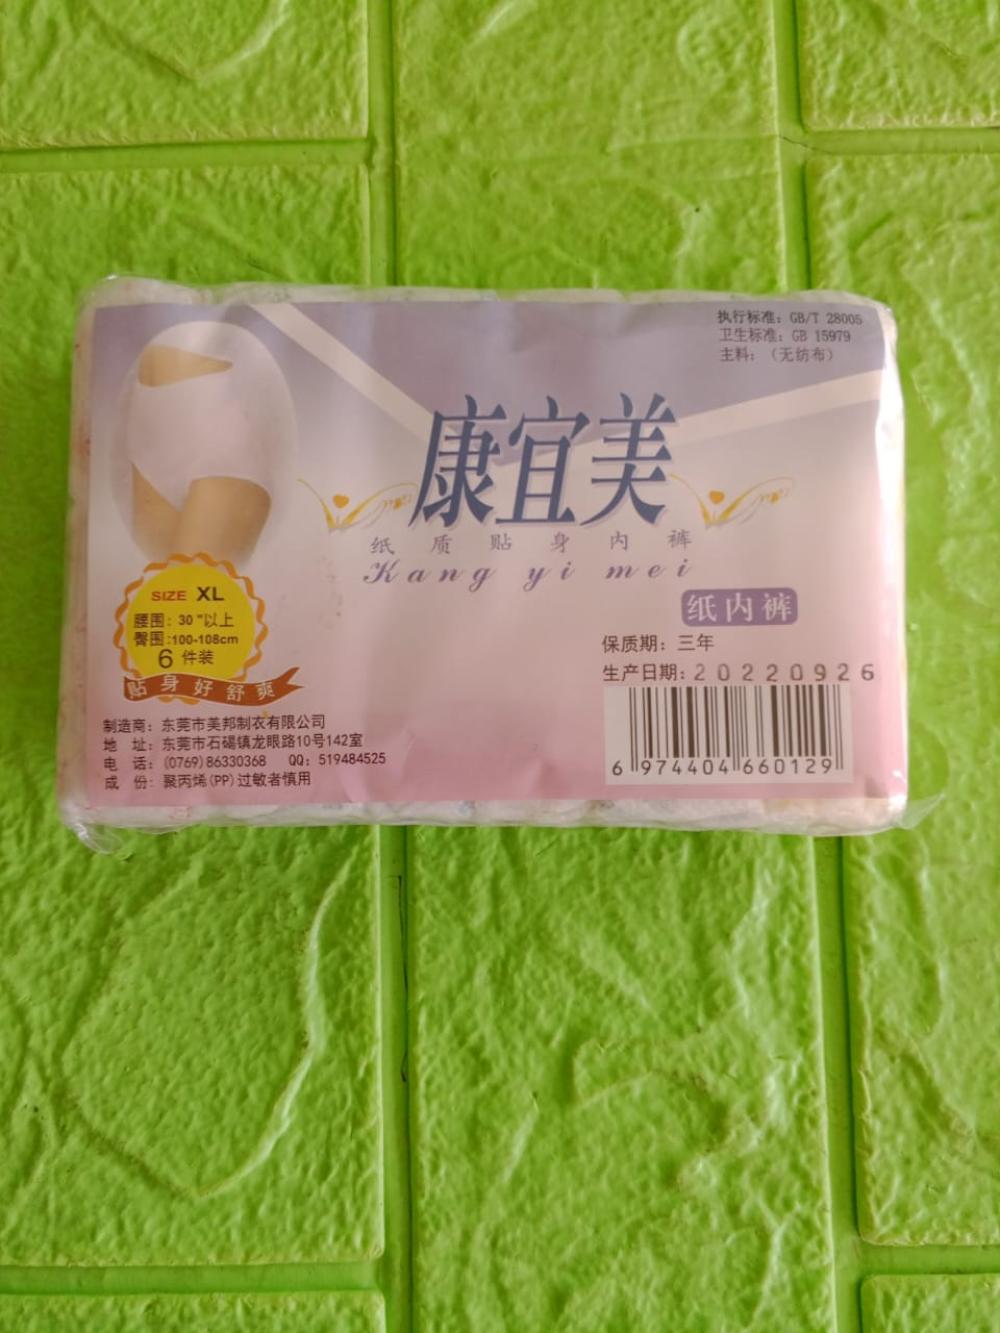 执行标准：GB/T 28005
卫生标准：GB 15979
主料：（无纺布）
康宜美
纸质贴身内裤
Kang yi mei
纸内裤
SIZE XL
腰围：30"以上
臀围:100-108cm
6 件装
贴身好舒爽
保质期：三年
生产日期:20220926
制造商：东莞市美邦制衣有限公司
地 址：东莞市石碣镇龙眼路10号142室
电 话：(0769)86330368 QQ：519484525
成 份：聚丙烯(PP)过敏者慎用
6 974404 660129